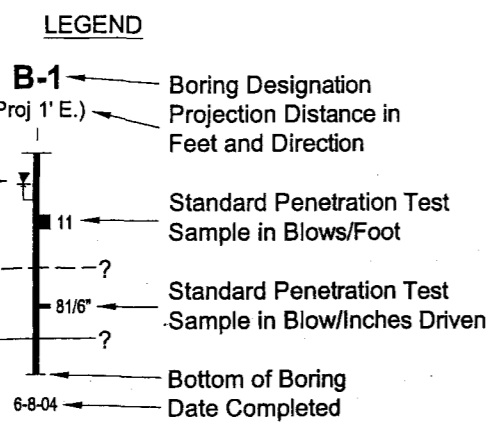 LEGEND
B-1 Boring Designation
Proj 1' E.) Projection Distance in
Feet and Direction
Standard Penetration Test
11 Sample in Blows/Foot
?
Standard Penetration Test
81/6" Sample in Blow/Inches Driven
?
Bottom of Boring
6-8-04 Date Completed